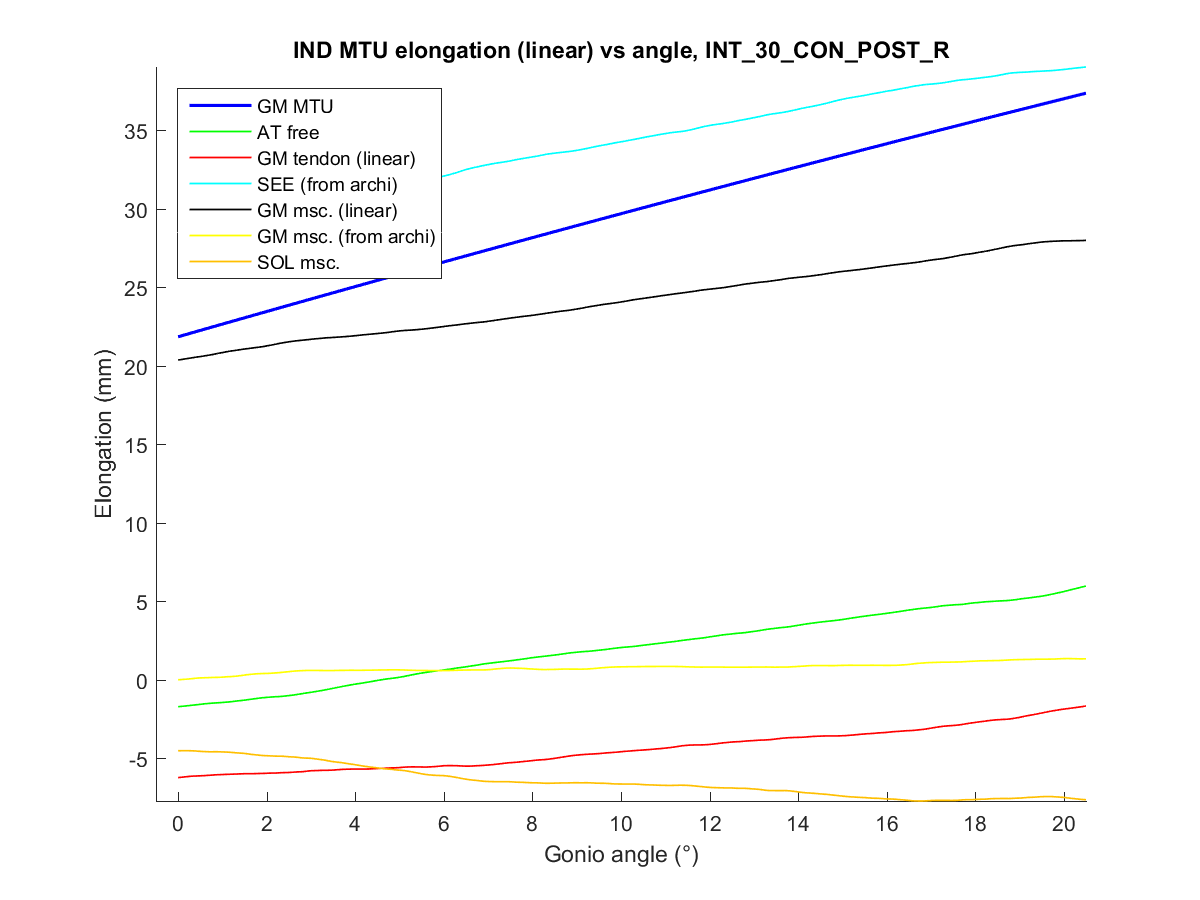 IND MTU elongation (linear) vs angle, INT_30_CON_POST_R
GM MTU
AT free
GM tendon (linear)
SEE (from archi)
GM msc. (linear)
GM msc. (from archi)
SOL msc.
35
30
25
20
15
10
5
0
-5
Elongation (mm)
0 2 4 6 8 10 12 14 16 18 20
Gonio angle (°)